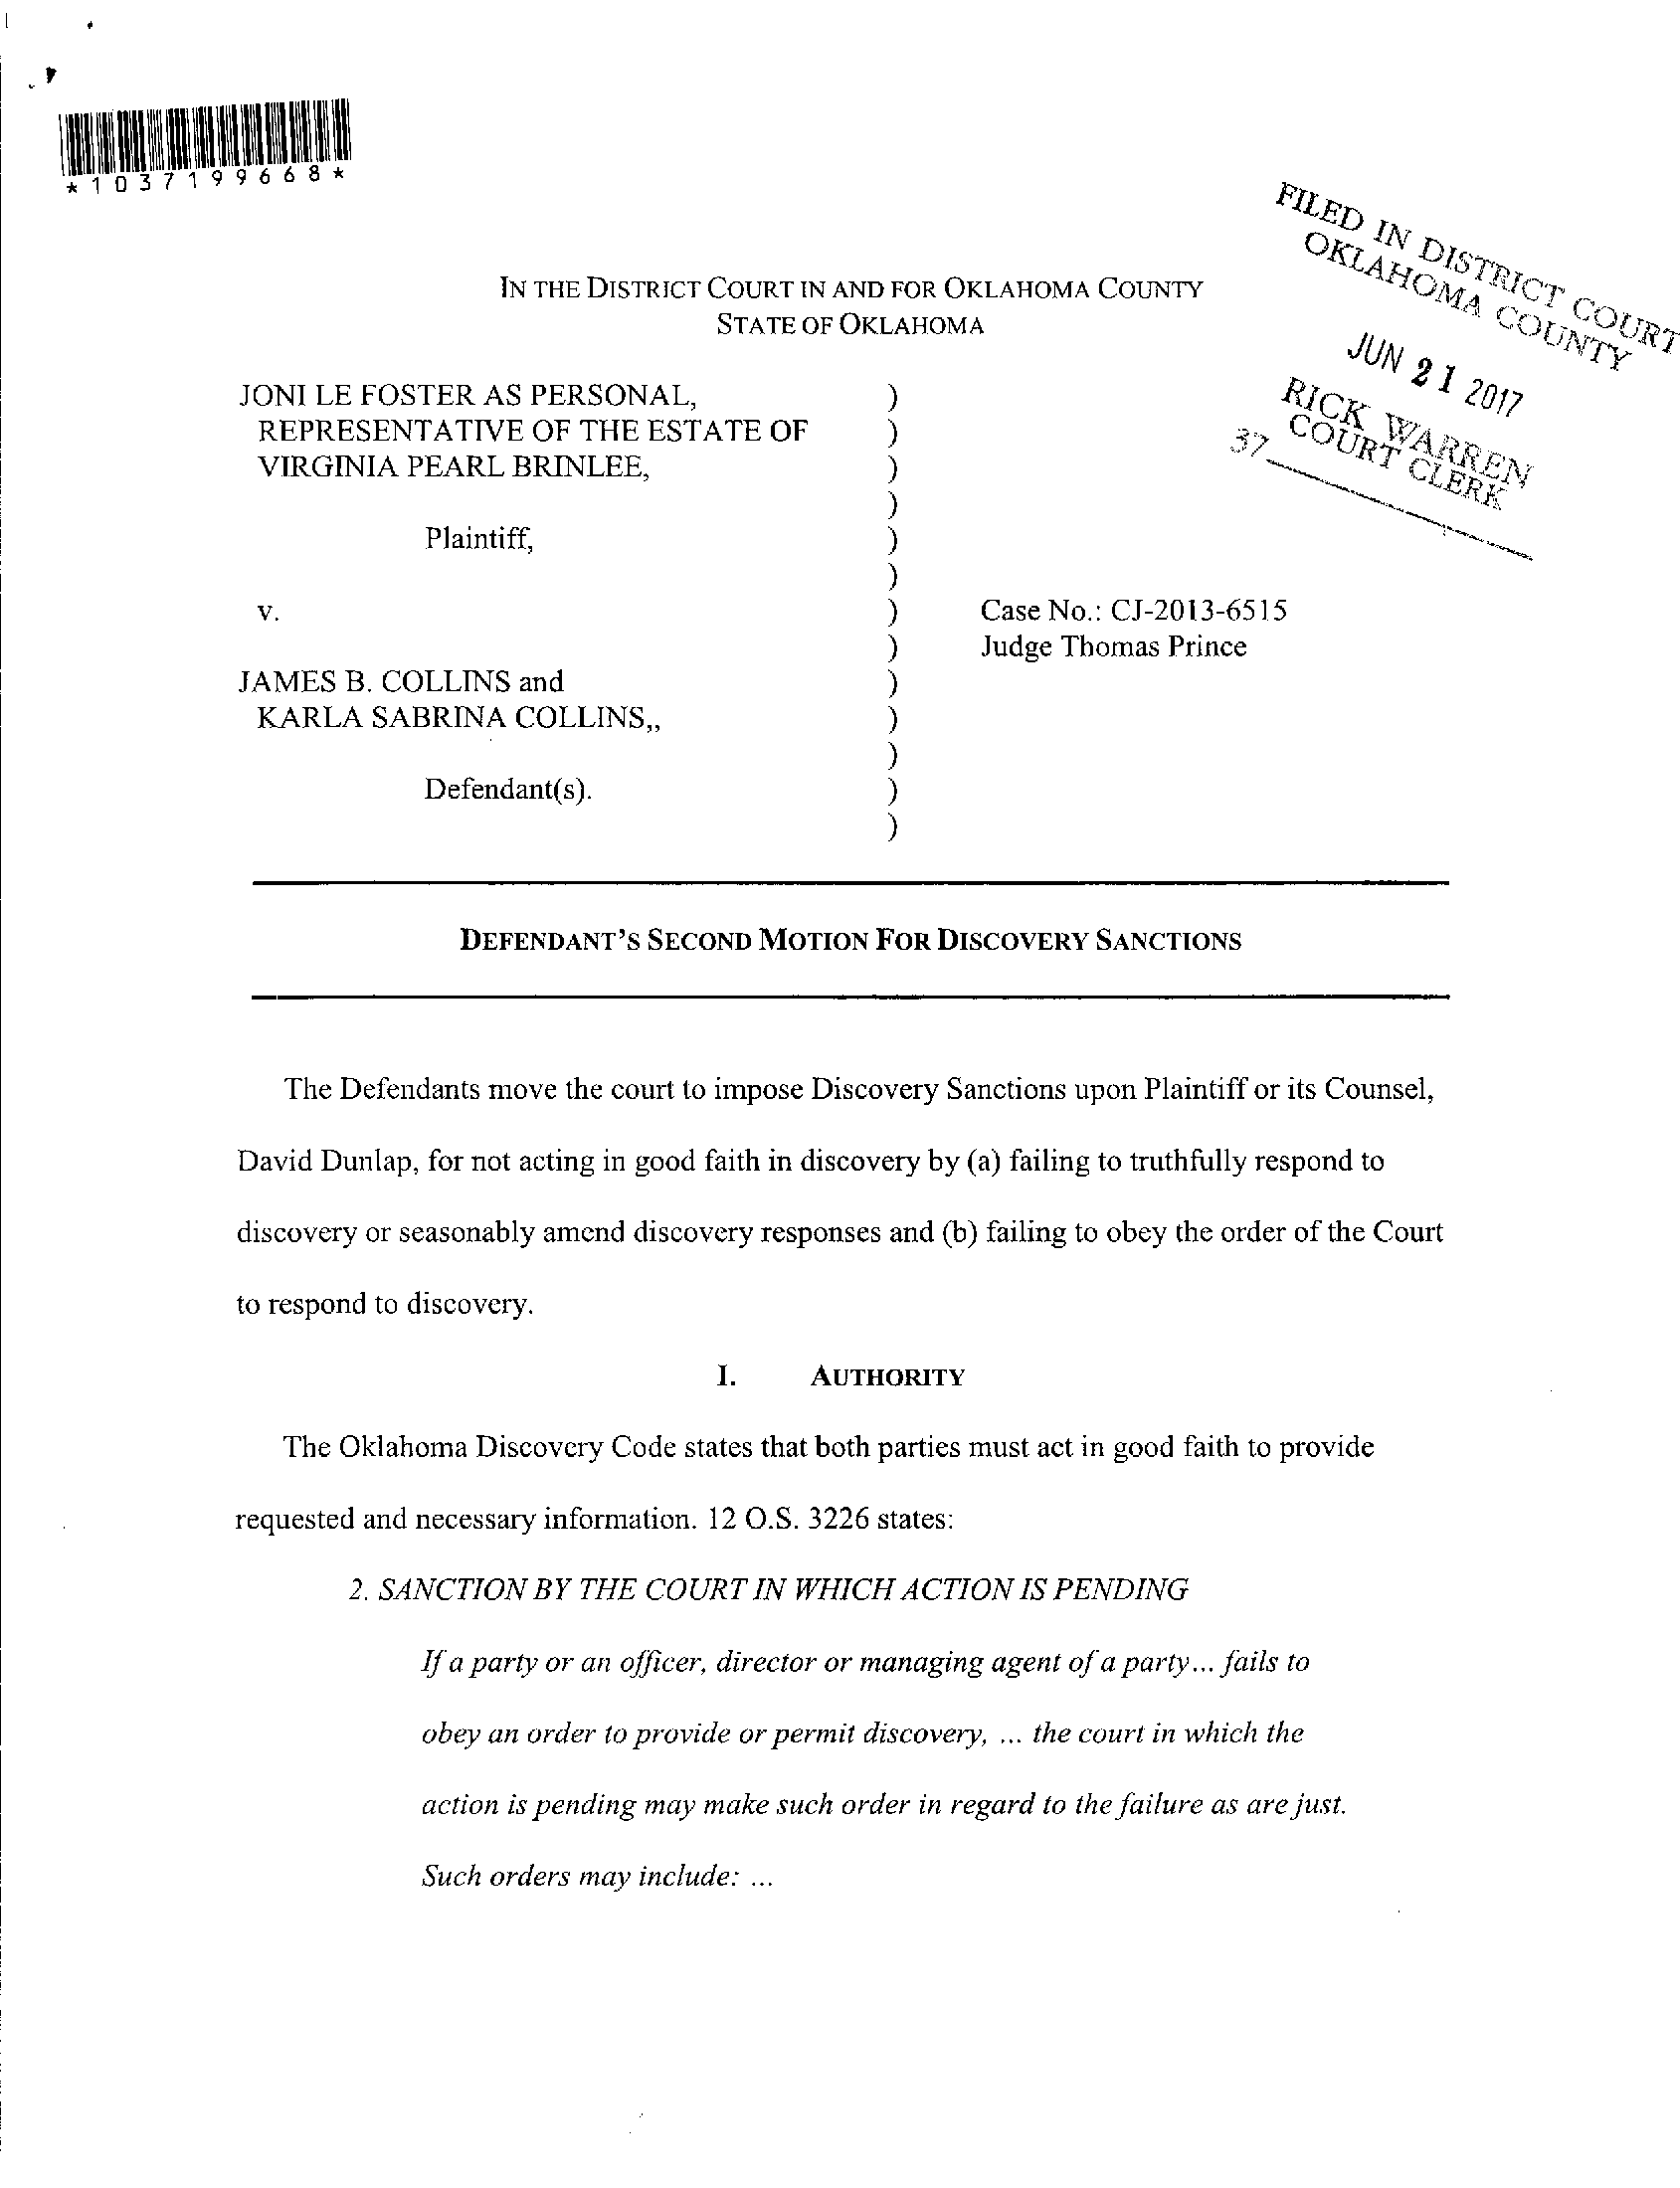 *1037199668*
FILED IN DISTRICT COURT
OKLAHOMA COUNTY
JUN 21 2017
RICK WARREN
COURT CLERK
37
IN THE DISTRICT COURT IN AND FOR OKLAHOMA COUNTY
STATE OF OKLAHOMA
JONI LE FOSTER AS PERSONAL, )
REPRESENTATIVE OF THE ESTATE OF )
VIRGINIA PEARL BRINLEE, )
)
Plaintiff, )
)
v. ) Case No.: CJ-2013-6515
) Judge Thomas Prince
JAMES B. COLLINS and )
KARLA SABRINA COLLINS,, )
)
Defendant(s). )
)
DEFENDANT'S SECOND MOTION FOR DISCOVERY SANCTIONS
The Defendants move the court to impose Discovery Sanctions upon Plaintiff or its Counsel,
David Dunlap, for not acting in good faith in discovery by (a) failing to truthfully respond to
discovery or seasonably amend discovery responses and (b) failing to obey the order of the Court
to respond to discovery.
I. AUTHORITY
The Oklahoma Discovery Code states that both parties must act in good faith to provide
requested and necessary information. 12 O.S. 3226 states:
2. SANCTION BY THE COURT IN WHICH ACTION IS PENDING
If a party or an officer, director or managing agent of a party... fails to
obey an order to provide or permit discovery, ... the court in which the
action is pending may make such order in regard to the failure as are just.
Such orders may include: ...